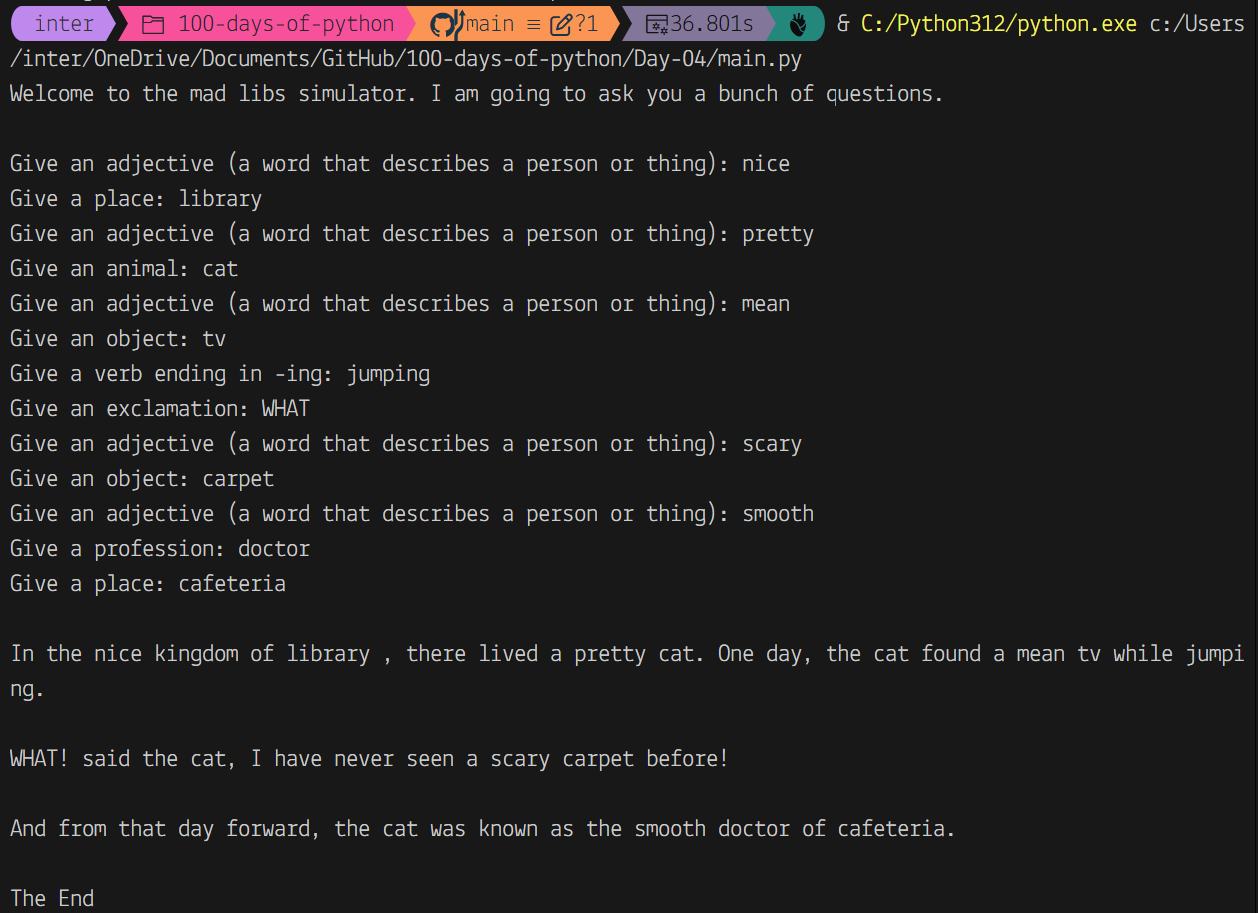 inter 100-days-of-python main ≡ ?1 36.801s & C:/Python312/python.exe c:/Users
/inter/OneDrive/Documents/GitHub/100-days-of-python/Day-04/main.py
Welcome to the mad libs simulator. I am going to ask you a bunch of questions.
Give an adjective (a word that describes a person or thing): nice
Give a place: library
Give an adjective (a word that describes a person or thing): pretty
Give an animal: cat
Give an adjective (a word that describes a person or thing): mean
Give an object: tv
Give a verb ending in -ing: jumping
Give an exclamation: WHAT
Give an adjective (a word that describes a person or thing): scary
Give an object: carpet
Give an adjective (a word that describes a person or thing): smooth
Give a profession: doctor
Give a place: cafeteria
In the nice kingdom of library , there lived a pretty cat. One day, the cat found a mean tv while jumpi
ng.
WHAT! said the cat, I have never seen a scary carpet before!
And from that day forward, the cat was known as the smooth doctor of cafeteria.
The End